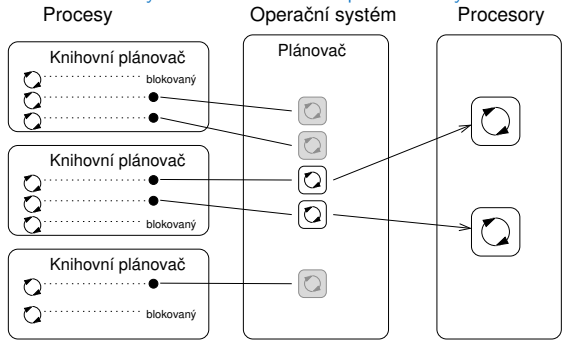 Procesy
Operační systém
Procesory
Knihovní plánovač
blokovaný
Plánovač
Knihovní plánovač
blokovaný
Knihovní plánovač
blokovaný